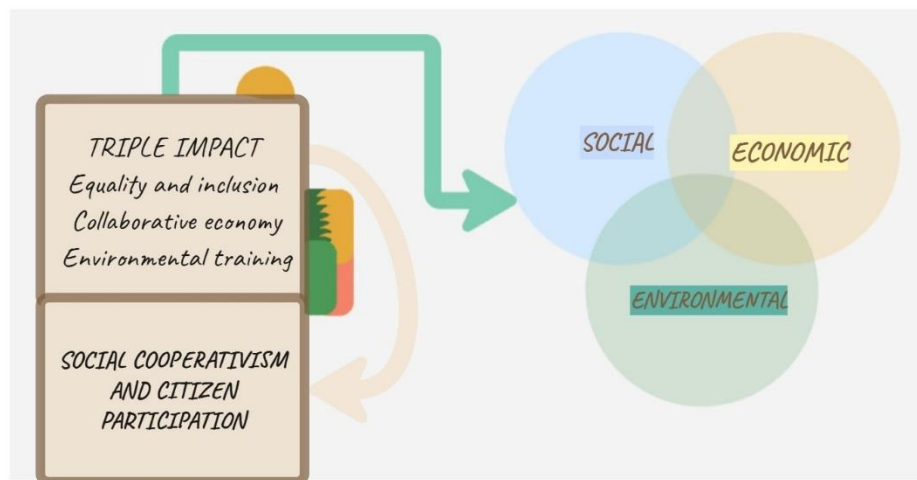 TRIPLE IMPACT
Equality and inclusion
Collaborative economy
Environmental training
SOCIAL COOPERATIVISM
AND CITIZEN
PARTICIPATION
SOCIAL
ECONOMIC
ENVIRONMENTAL